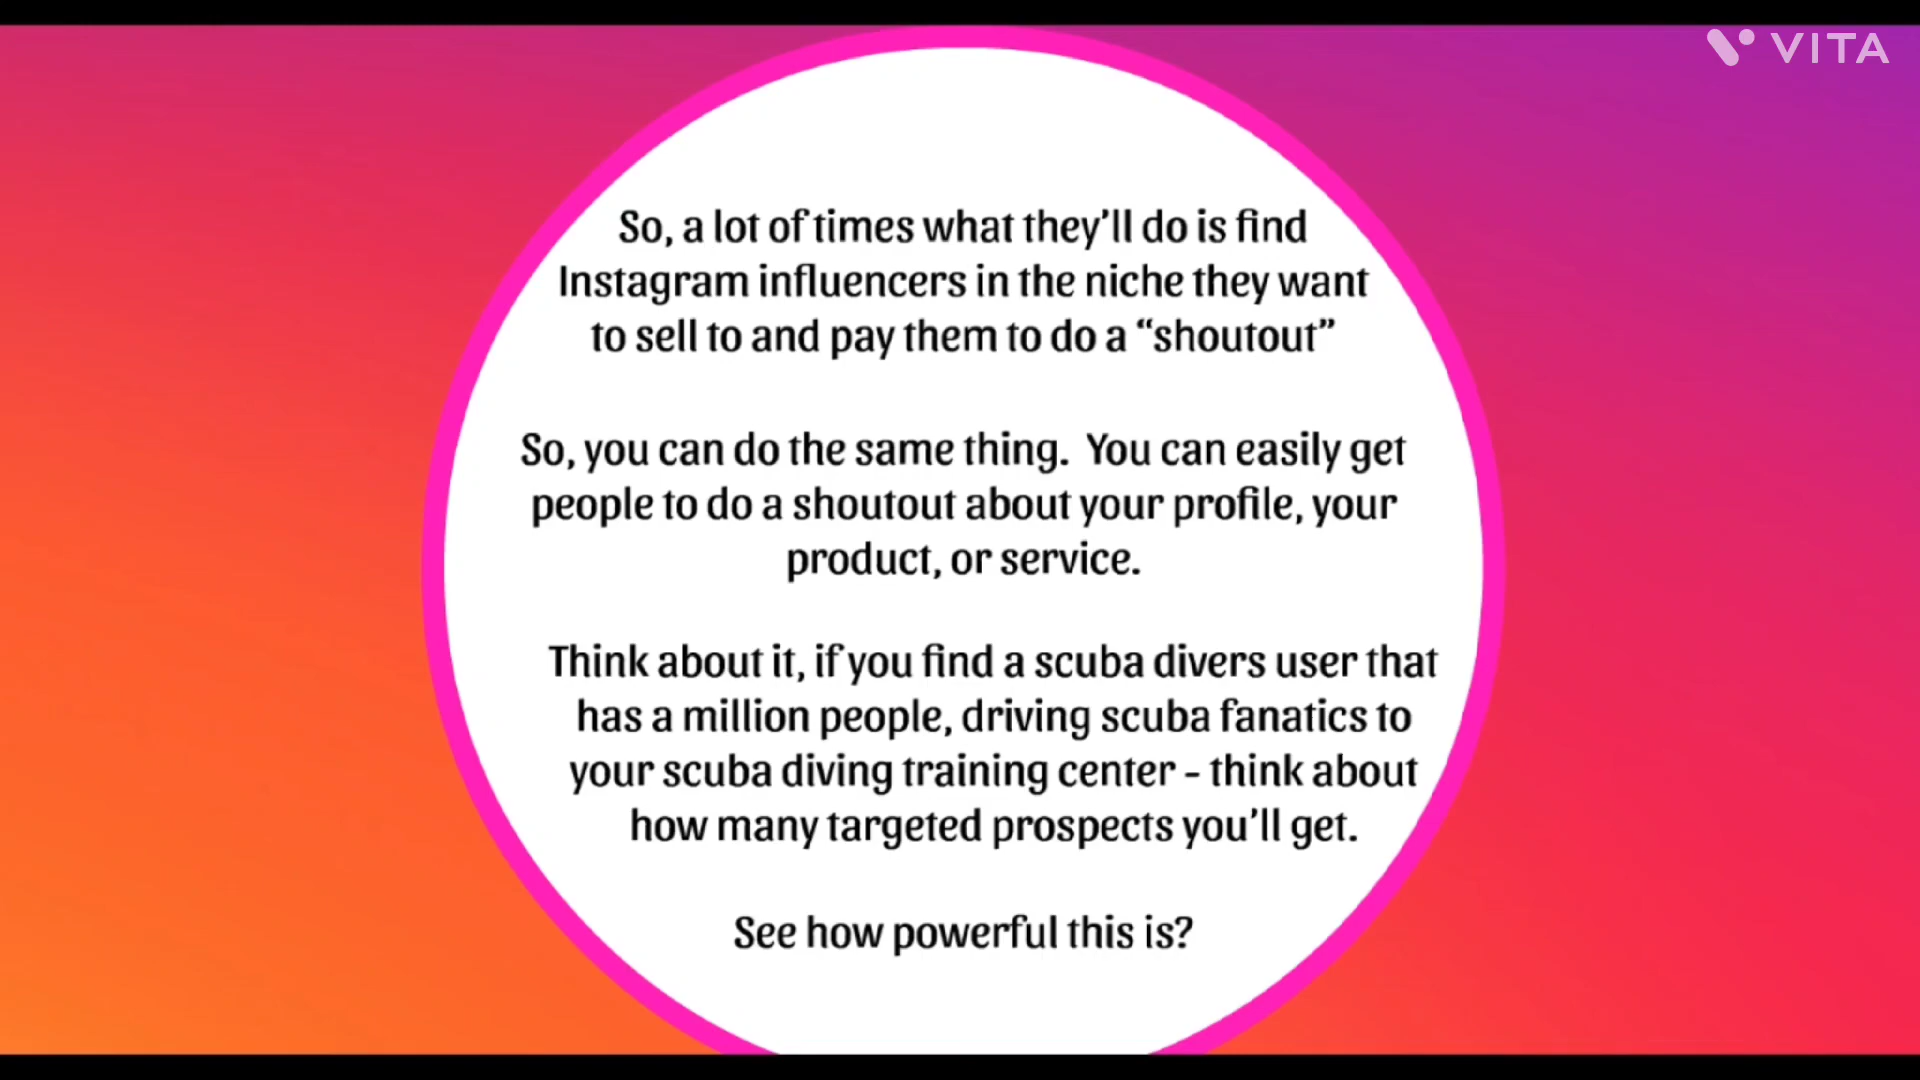 VITA
So, a lot of times what they’ll do is find
Instagram influencers in the niche they want
to sell to and pay them to do a “shoutout”
So, you can do the same thing.  You can easily get
people to do a shoutout about your profile, your
product, or service.
Think about it, if you find a scuba divers user that
has a million people, driving scuba fanatics to
your scuba diving training center - think about
how many targeted prospects you’ll get.
See how powerful this is?